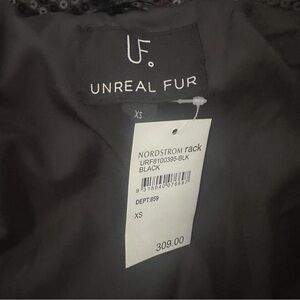 UF.
UNREAL FUR
XS
NORDSTROM rack
URF8100395-BLK
BLACK
DEPT:859
XS
309.00